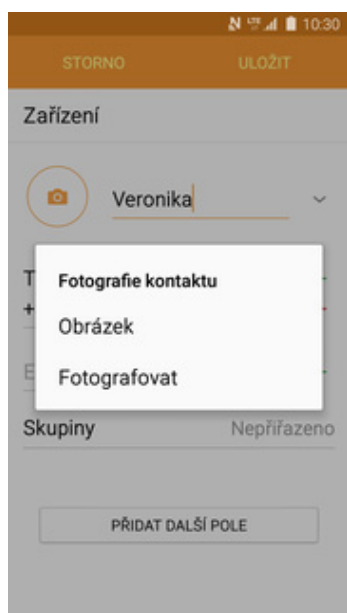 10:30
STORNO ULOŽIT
Zařízení
Veronika
T
Fotografie kontaktu
+
Obrázek
E
Fotografovat
Skupiny Nepřiřazeno
PŘIDAT DALŠÍ POLE